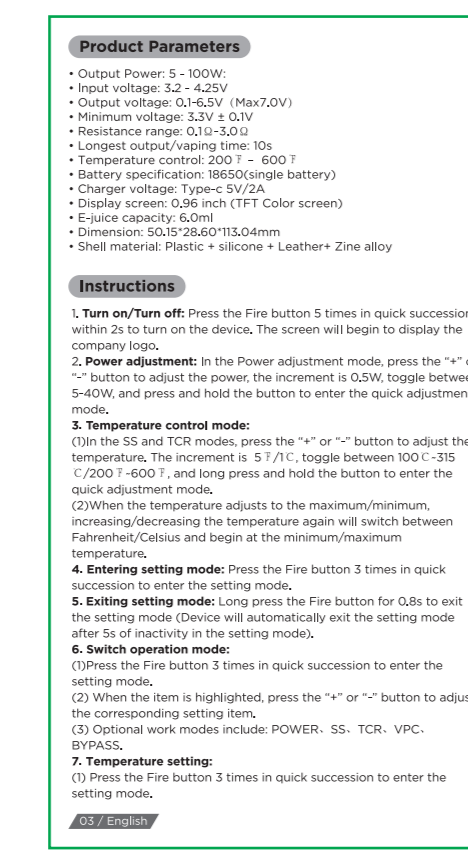 Product Parameters
• Output Power: 5 - 100W:
• Input voltage: 3.2 - 4.25V
• Output voltage: 0.1-6.5V（Max7.0V）
• Minimum voltage: 3.3V ± 0.1V
• Resistance range: 0.1Ω-3.0Ω
• Longest output/vaping time: 10s
• Temperature control: 200 ℉ – 600 ℉
• Battery specification: 18650(single battery)
• Charger voltage: Type-c 5V/2A
• Display screen: 0.96 inch (TFT Color screen)
• E-juice capacity: 6.0ml
• Dimension: 50.15*28.60*113.04mm
• Shell material: Plastic + silicone + Leather+ Zine alloy
Instructions
1. Turn on/Turn off: Press the Fire button 5 times in quick succession
within 2s to turn on the device. The screen will begin to display the
company logo.
2. Power adjustment: In the Power adjustment mode, press the “+”
“-” button to adjust the power, the increment is 0.5W, toggle betwee
5-40W, and press and hold the button to enter the quick adjustmen
mode.
3. Temperature control mode:
(1)In the SS and TCR modes, press the “+” or “-” button to adjust the
temperature. The increment is 5 ℉/1℃, toggle between 100℃-315
℃/200℉-600℉, and long press and hold the button to enter the
quick adjustment mode.
(2)When the temperature adjusts to the maximum/minimum,
increasing/decreasing the temperature again will switch between
Fahrenheit/Celsius and begin at the minimum/maximum
temperature.
4. Entering setting mode: Press the Fire button 3 times in quick
succession to enter the setting mode.
5. Exiting setting mode: Long press the Fire button for 0.8s to exit
the setting mode (Device will automatically exit the setting mode
after 5s of inactivity in the setting mode).
6. Switch operation mode:
(1)Press the Fire button 3 times in quick succession to enter the
setting mode.
(2) When the item is highlighted, press the “+” or “-” button to adjus
the corresponding setting item.
(3) Optional work modes include: POWER、SS、TCR、VPC、
BYPASS.
7. Temperature setting:
(1) Press the Fire button 3 times in quick succession to enter the
setting mode.
03 / English